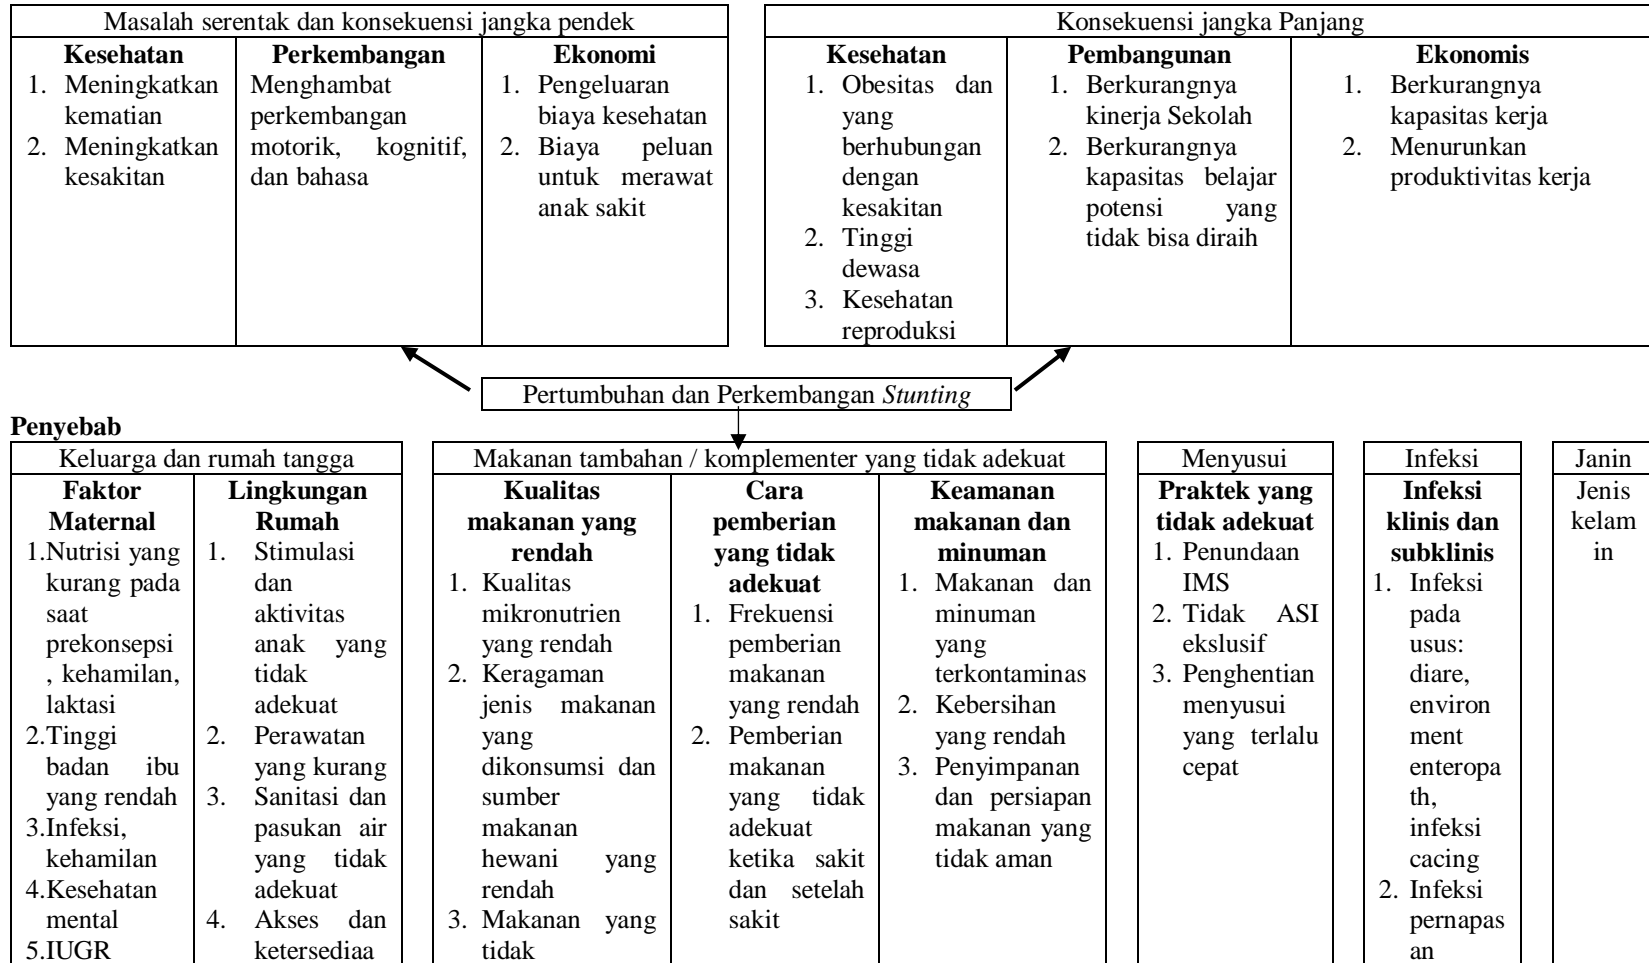 Masalah serentak dan konsekuensi jangka pendek
Kesehatan
1. Meningkatkan
kematian
2. Meningkatkan
kesakitan
Perkembangan
Menghambat
perkembangan
motorik, kognitif,
dan bahasa
Ekonomi
1. Pengeluaran
biaya kesehatan
2. Biaya peluan
untuk merawat
anak sakit
Konsekuensi jangka Panjang
Kesehatan
1. Obesitas dan
yang
berhubungan
dengan
kesakitan
2. Tinggi
dewasa
3. Kesehatan
reproduksi
Pembangunan
1. Berkurangnya
kinerja Sekolah
2. Berkurangnya
kapasitas belajar
potensi yang
tidak bisa diraih
Ekonomis
1. Berkurangnya
kapasitas kerja
2. Menurunkan
produktivitas kerja
Pertumbuhan dan Perkembangan Stunting
Penyebab
Keluarga dan rumah tangga
Faktor
Maternal
1.Nutrisi yang
kurang pada
saat
prekonsepsi
, kehamilan,
laktasi
2.Tinggi
badan ibu
yang rendah
3.Infeksi,
kehamilan
4.Kesehatan
mental
5.IUGR
Lingkungan
Rumah
1. Stimulasi
dan
aktivitas
anak yang
tidak
adekuat
2. Perawatan
yang kurang
3. Sanitasi dan
pasukan air
yang tidak
adekuat
4. Akses dan
ketersediaa
Makanan tambahan / komplementer yang tidak adekuat
Kualitas
makanan yang
rendah
1. Kualitas
mikronutrien
yang rendah
2. Keragaman
jenis makanan
yang
dikonsumsi dan
sumber
makanan
hewani yang
rendah
3. Makanan yang
tidak
Cara
pemberian
yang tidak
adekuat
1. Frekuensi
pemberian
makanan
yang rendah
2. Pemberian
makanan
yang tidak
adekuat
ketika sakit
dan setelah
sakit
Keamanan
makanan dan
minuman
1. Makanan dan
minuman
yang
terkontaminas
2. Kebersihan
yang rendah
3. Penyimpanan
dan persiapan
makanan yang
tidak aman
Menyusui
Praktek yang
tidak adekuat
1. Penundaan
IMS
2. Tidak ASI
ekslusif
3. Penghentian
menyusui
yang terlalu
cepat
Infeksi
Infeksi
klinis dan
subklinis
1. Infeksi
pada
usus:
diare,
environ
ment
enteropa
th,
infeksi
cacing
2. Infeksi
pernapas
an
Janin
Jenis
kelam
in